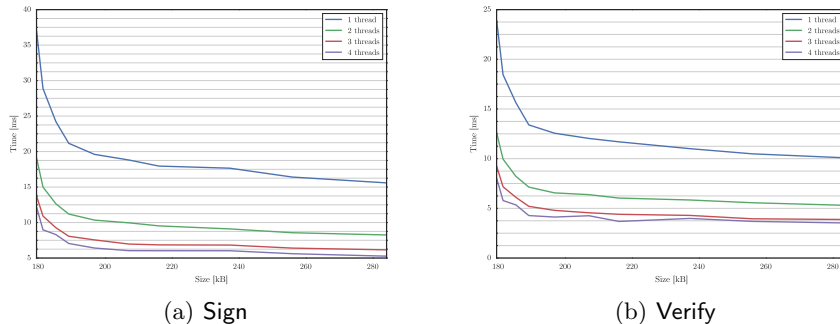 40
35
30
25
20
15
10
5
Time [ms]
180 200 220 240 260 280
Size [kB]
1 thread
2 threads
3 threads
4 threads
(a) Sign
25
20
15
10
5
0
Time [ms]
180 200 220 240 260 280
Size [kB]
1 thread
2 threads
3 threads
4 threads
(b) Verify